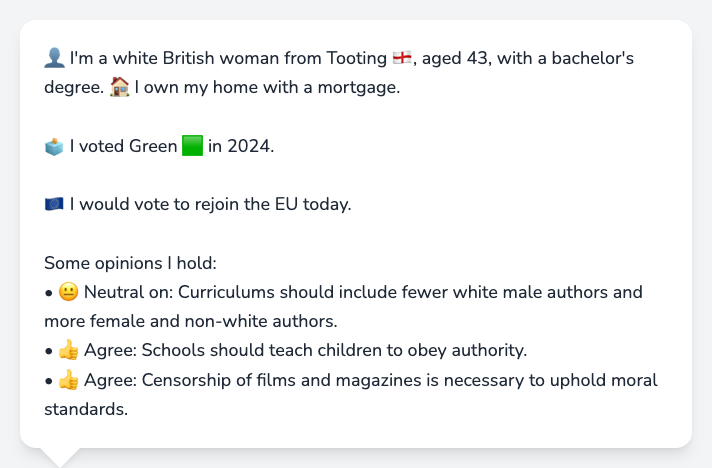 👤 I'm a white British woman from Tooting 🏴󠁧󠁢󠁥󠁮󠁧󠁿, aged 43, with a bachelor's
degree. 🏠 I own my home with a mortgage.
🗳️ I voted Green 🟩 in 2024.
🇪🇺 I would vote to rejoin the EU today.
Some opinions I hold:
• 😐 Neutral on: Curriculums should include fewer white male authors and
more female and non-white authors.
• 👍 Agree: Schools should teach children to obey authority.
• 👍 Agree: Censorship of films and magazines is necessary to uphold moral
standards.